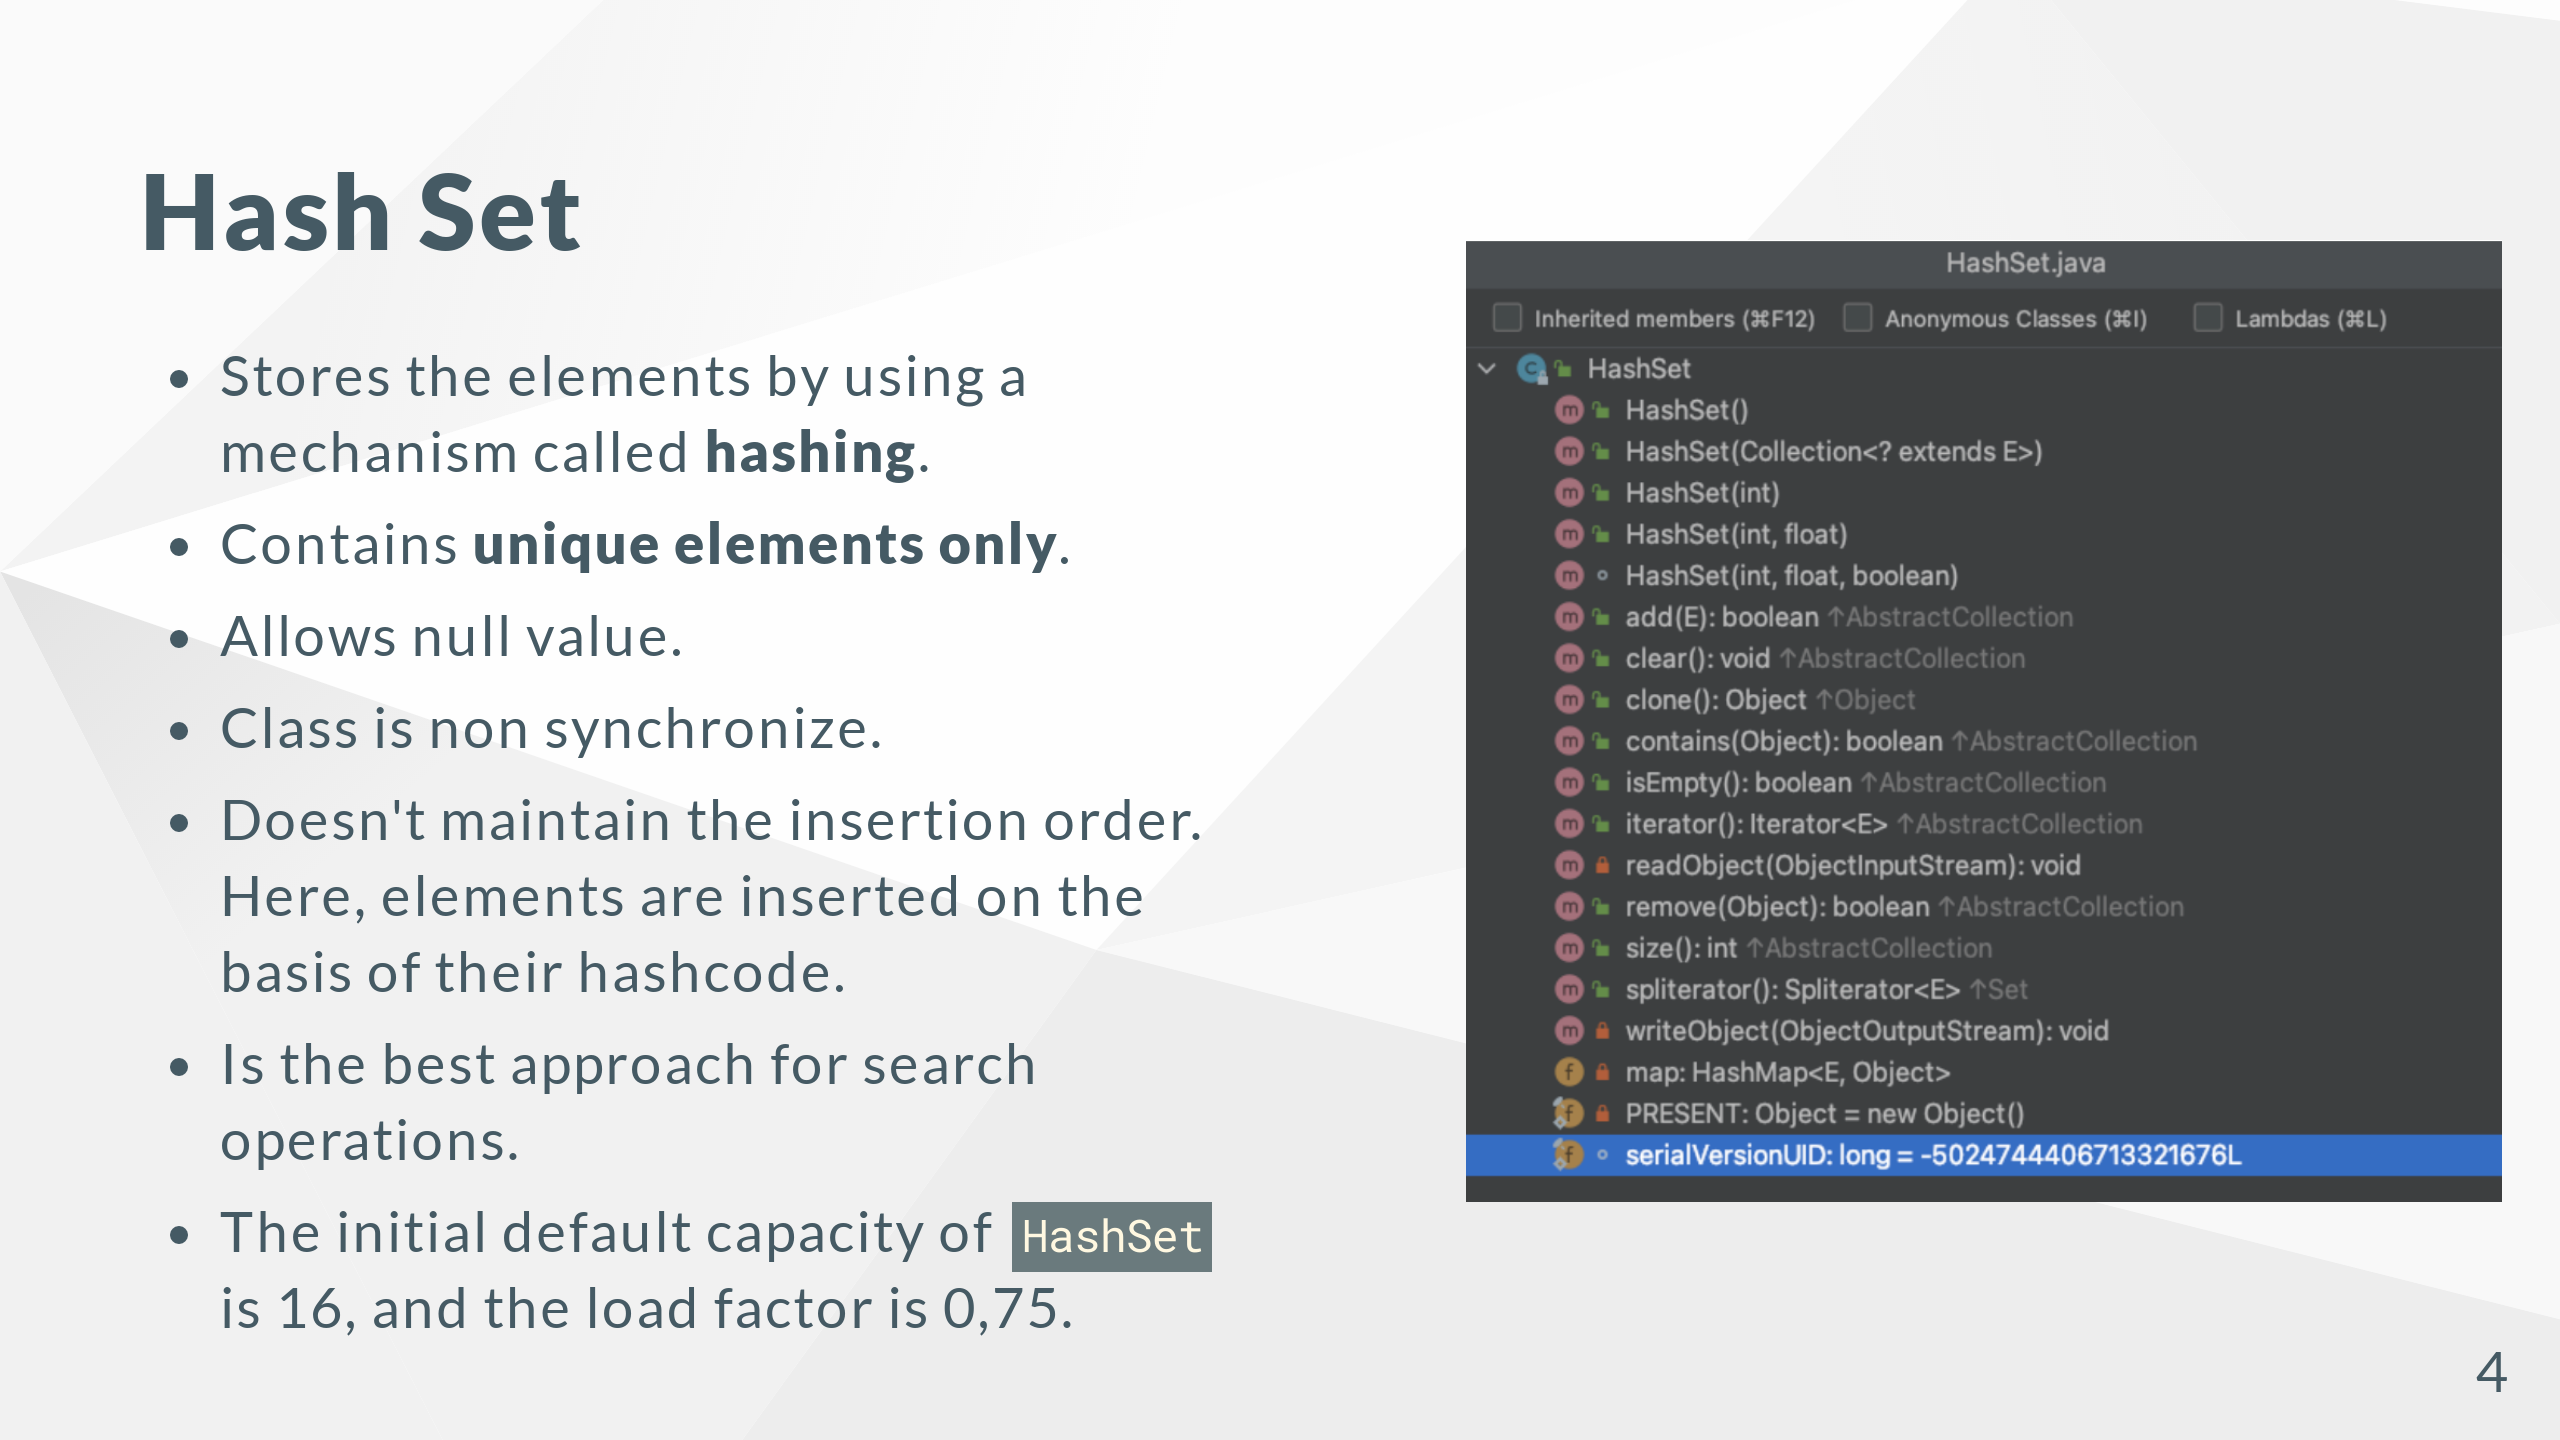 Hash Set
• Stores the elements by using a
mechanism called hashing.
• Contains unique elements only.
• Allows null value.
• Class is non synchronize.
• Doesn't maintain the insertion order.
Here, elements are inserted on the
basis of their hashcode.
• Is the best approach for search
operations.
• The initial default capacity of HashSet
is 16, and the load factor is 0,75.
HashSet.java
Inherited members (⌘F12) Anonymous Classes (⌘I) Lambdas (⌘L)
HashSet
HashSet()
HashSet(Collection<? extends E>)
HashSet(int)
HashSet(int, float)
HashSet(int, float, boolean)
add(E): boolean ↑AbstractCollection
clear(): void ↑AbstractCollection
clone(): Object ↑Object
contains(Object): boolean ↑AbstractCollection
isEmpty(): boolean ↑AbstractCollection
iterator(): Iterator<E> ↑AbstractCollection
readObject(ObjectInputStream): void
remove(Object): boolean ↑AbstractCollection
size(): int ↑AbstractCollection
spliterator(): Spliterator<E> ↑Set
writeObject(ObjectOutputStream): void
map: HashMap<E, Object>
PRESENT: Object = new Object()
serialVersionUID: long = -5024744406713321676L
4